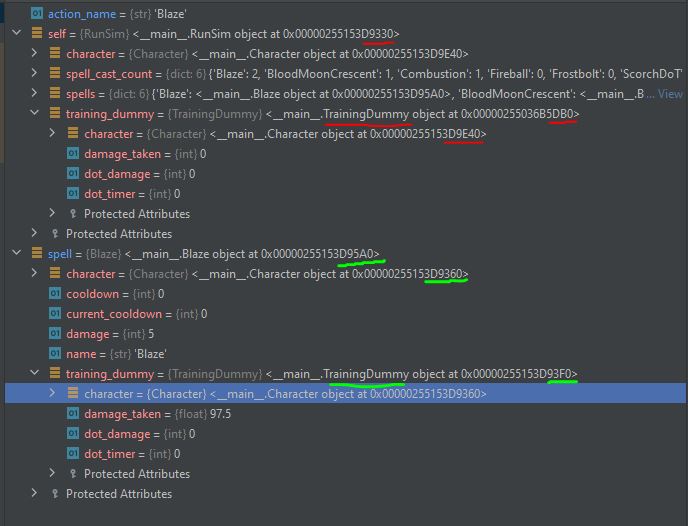 action_name = {str} 'Blaze'
self = {RunSim} <__main__.RunSim object at 0x00000255153D9330>
character = {Character} <__main__.Character object at 0x00000255153D9E40>
spell_cast_count = {dict: 6} {'Blaze': 2, 'BloodMoonCrescent': 1, 'Combustion': 1, 'Fireball': 0, 'Frostbolt': 0, 'ScorchDoT'
spells = {dict: 5} {'Blaze': <__main__.Blaze object at 0x00000255153D95A0>, 'BloodMoonCrescent': <__main__.B... View
training_dummy = {TrainingDummy} <__main__.TrainingDummy object at 0x00000255036B5DB0>
character = {Character} <__main__.Character object at 0x00000255153D9E40>
01 damage_taken = {int} 0
01 dot_damage = {int} 0
01 dot_timer = {int} 0
Protected Attributes
Protected Attributes
spell = {Blaze} <__main__.Blaze object at 0x00000255153D95A0>
character = {Character} <__main__.Character object at 0x00000255153D9360>
01 cooldown = {int} 0
01 current_cooldown = {int} 0
01 damage = {int} 5
01 name = {str} 'Blaze'
training_dummy = {TrainingDummy} <__main__.TrainingDummy object at 0x00000255153D93F0>
character = {Character} <__main__.Character object at 0x00000255153D9360>
01 damage_taken = {float} 97.5
01 dot_damage = {int} 0
01 dot_timer = {int} 0
Protected Attributes
Protected Attributes